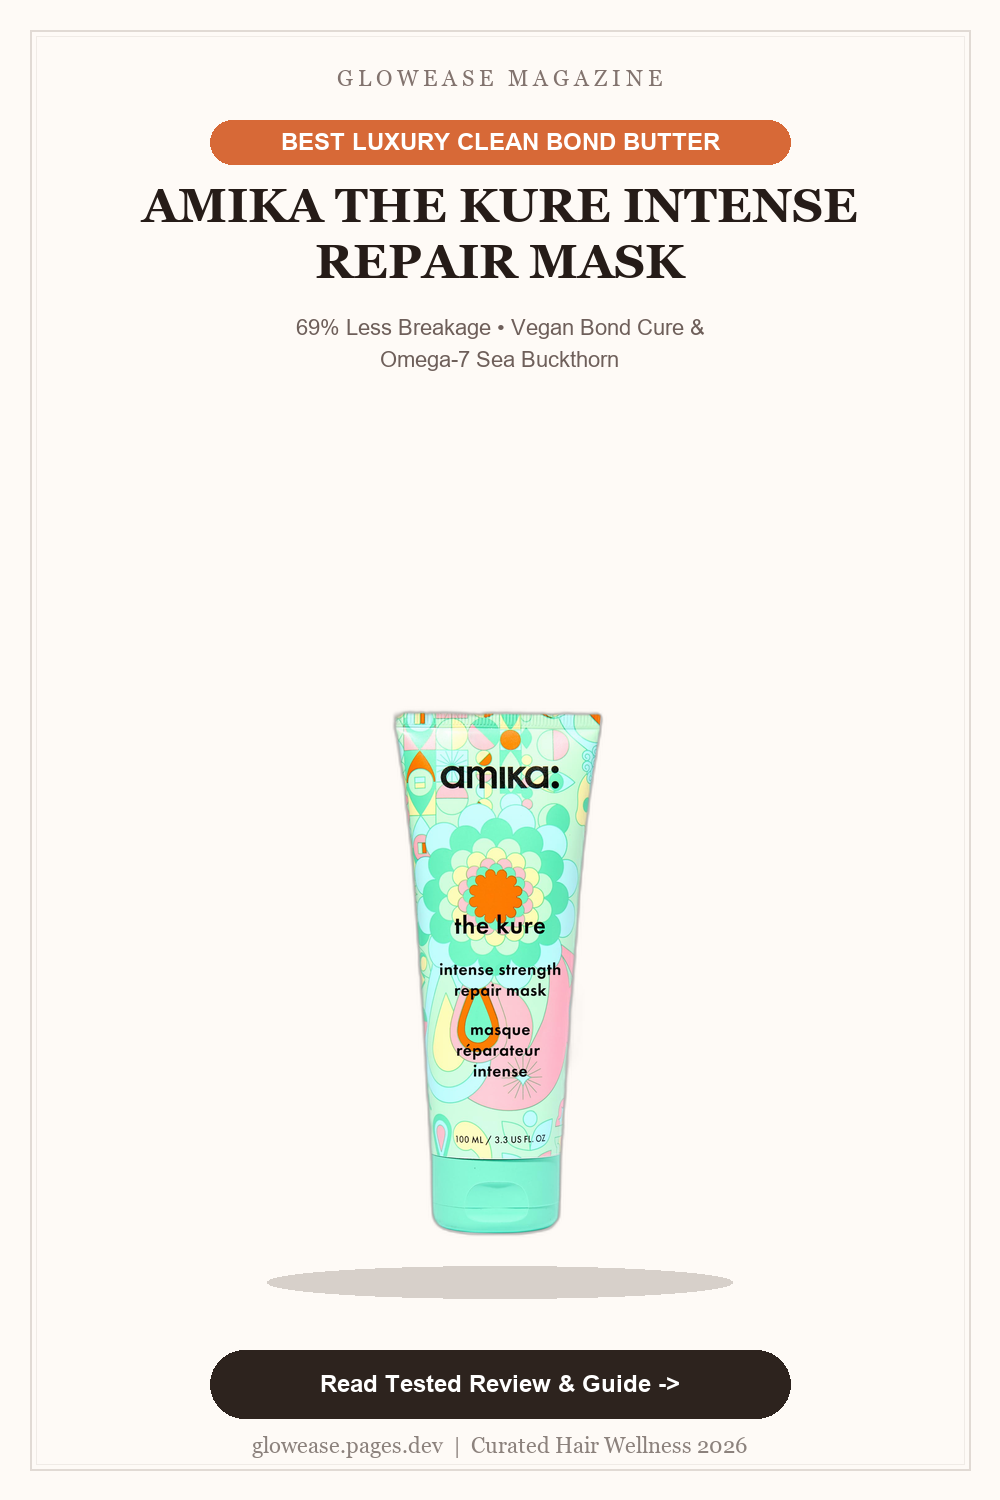 GLOWEASE MAGAZINE
BEST LUXURY CLEAN BOND BUTTER
AMIKA THE KURE INTENSE
REPAIR MASK
69% Less Breakage • Vegan Bond Cure &
Omega-7 Sea Buckthorn
amika:
the kure
intense strength
repair mask
masque
réparateur
intense
100 ML / 3.3 US FL. OZ
Read Tested Review & Guide ->
glowease.pages.dev | Curated Hair Wellness 2026